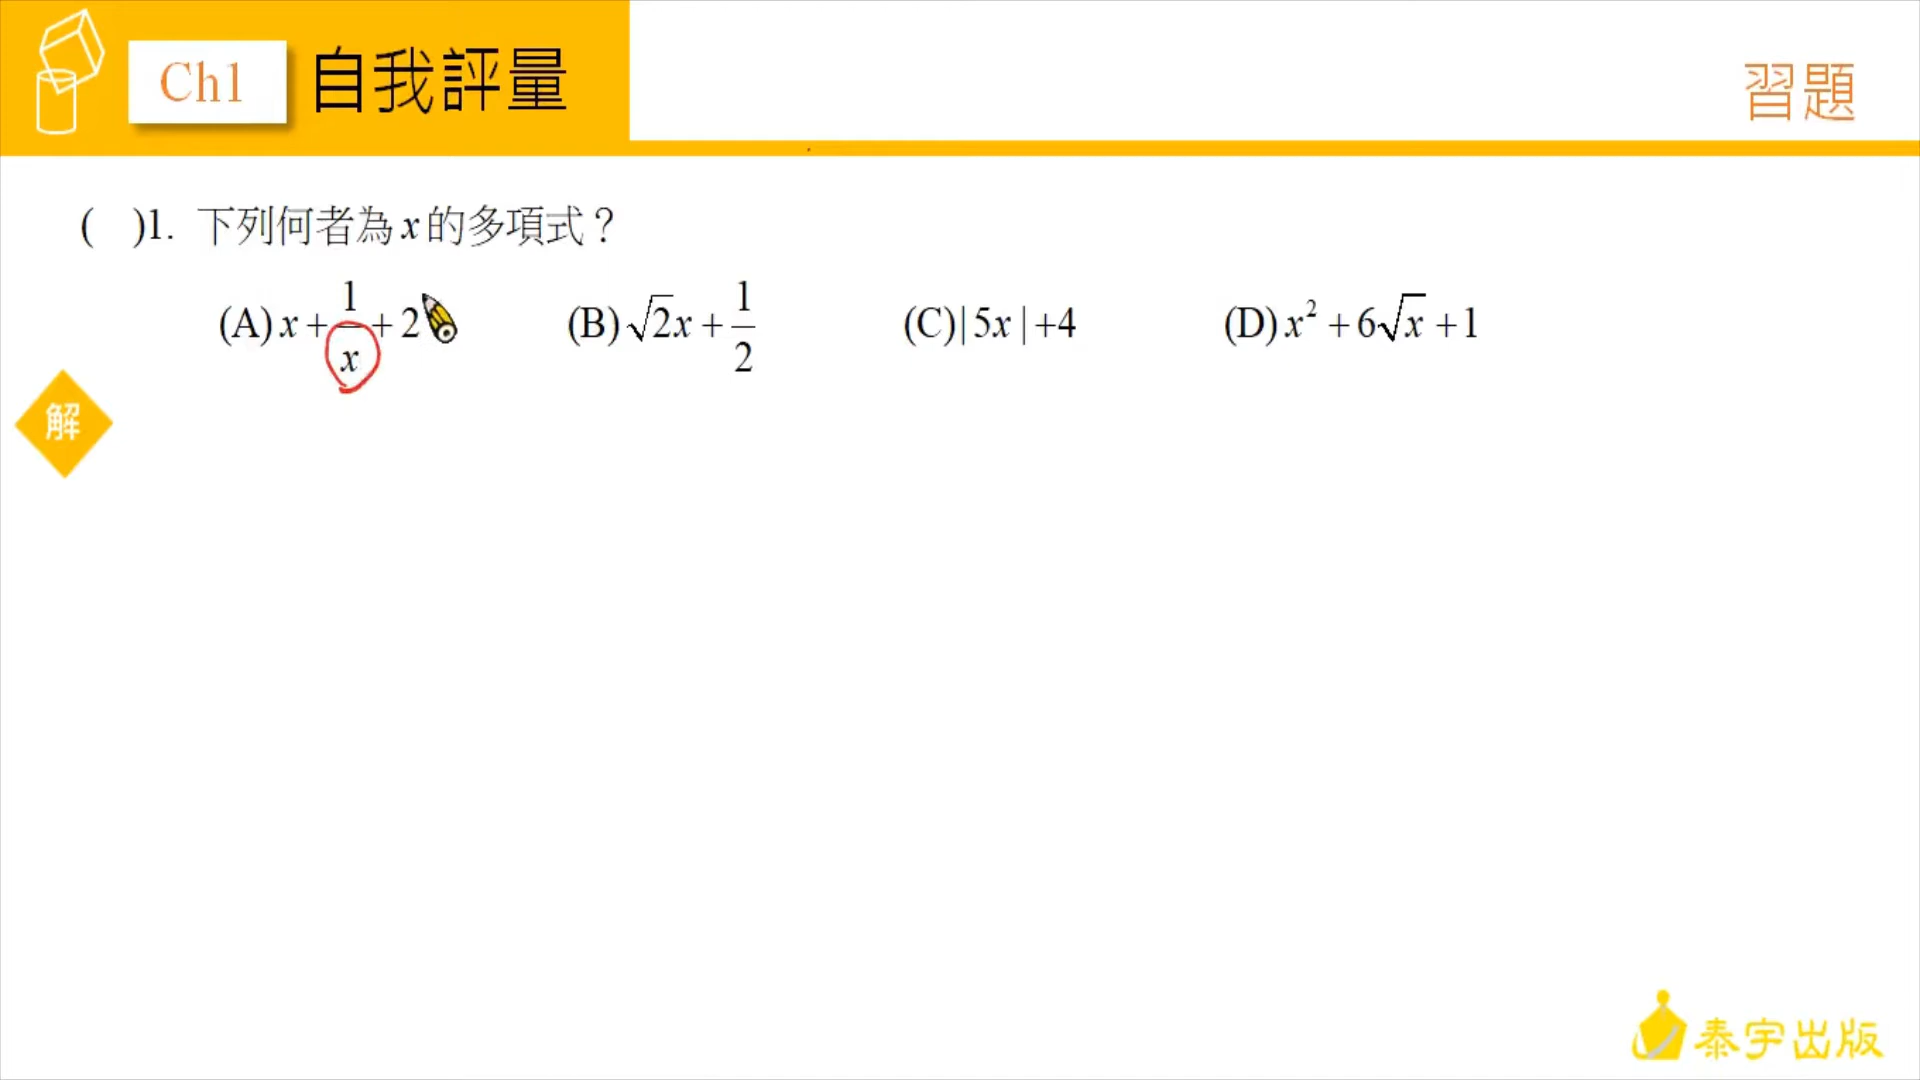 Ch1 自我評量
習題
( )1. 下列何者為 x 的多項式？
(A) x + 1/x + 2 (B) √2x + 1/2 (C) | 5x | +4 (D) x² + 6√x + 1
解
泰宇出版